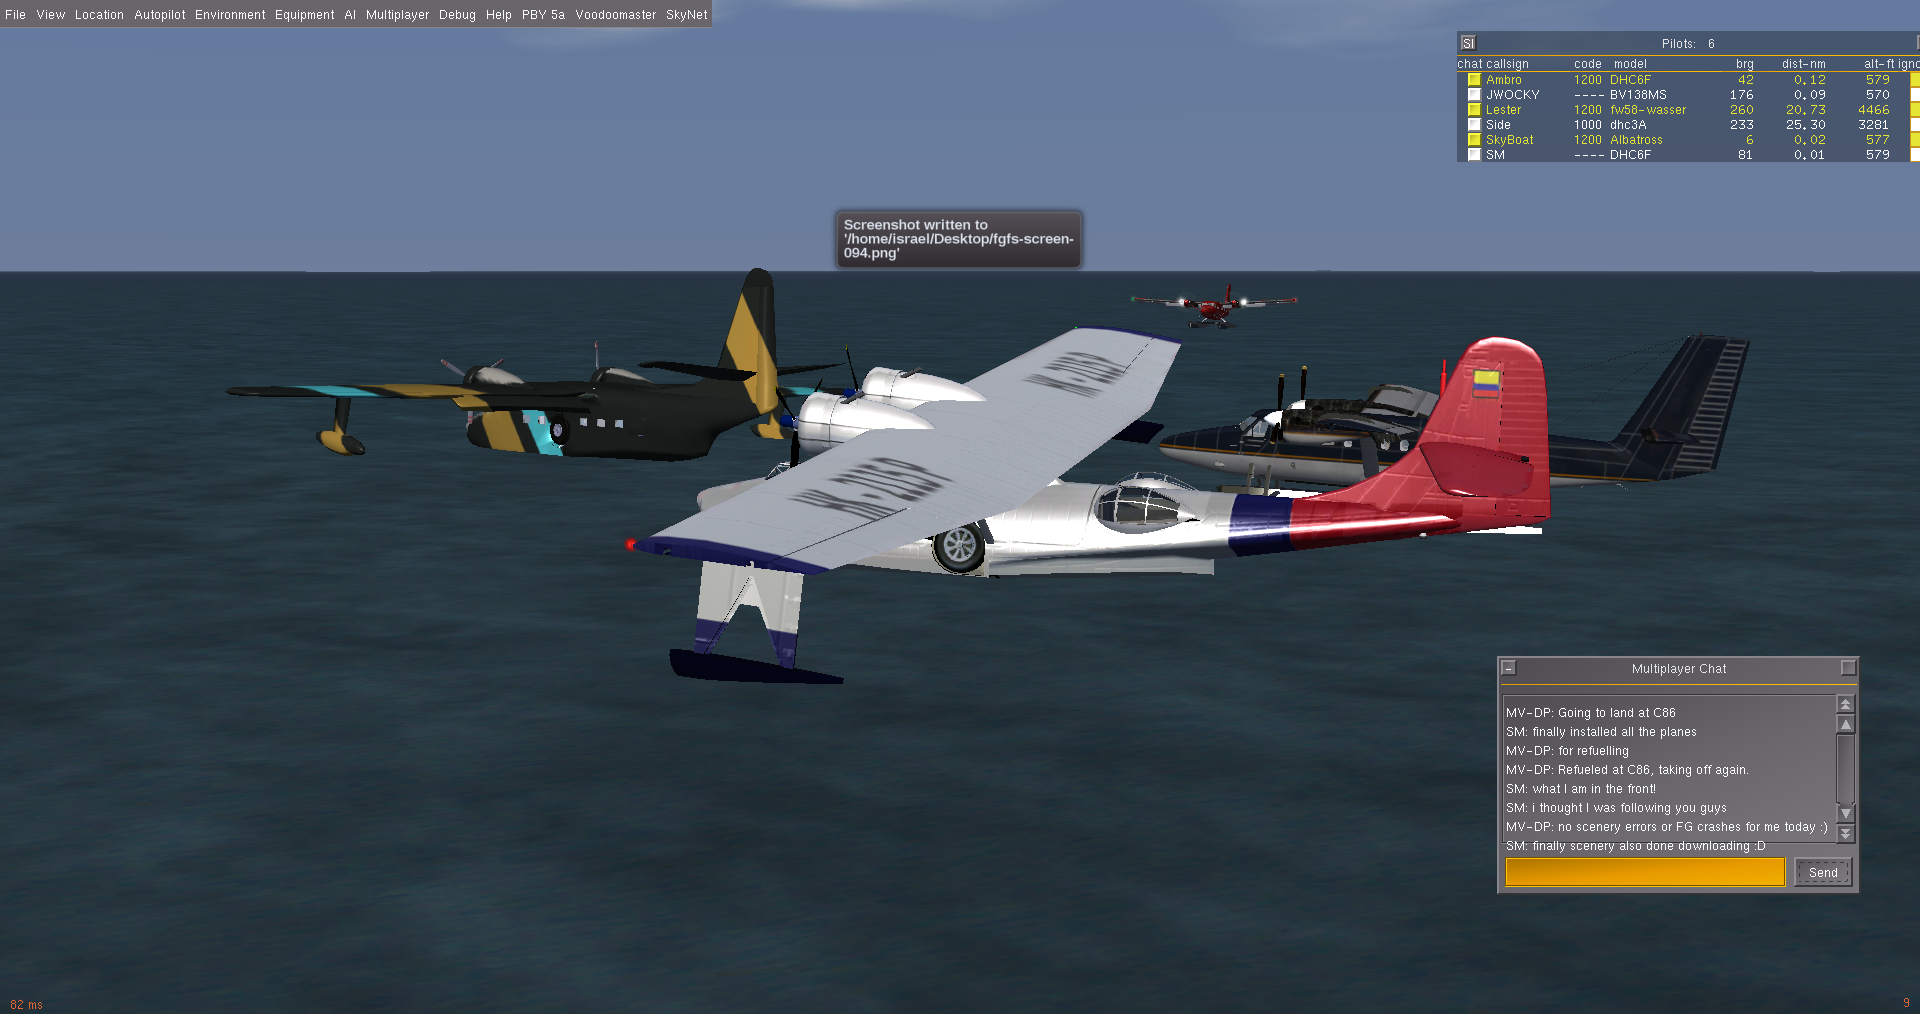 File View Location Autopilot Environment Equipment AI Multiplayer Debug Help PBY 5a Voodoomaster SkyNet
SI Pilots: 6
chat callsign code model brg dist-nm alt-ft igno
Ambro 1200 DHC6F 42 0.12 579
JWOCKY ---- BV138MS 176 0.09 570
Lester 1200 fw58-wasser 260 20.73 4466
Side 1000 dhc3A 233 25.30 3281
SkyBoat 1200 Albatross 6 0.02 577
SM ---- DHC6F 81 0.01 579
Screenshot written to
'/home/israel/Desktop/fgfs-screen-
094.png'
Multiplayer Chat
MV-DP: Going to land at C86
SM: finally installed all the planes
MV-DP: for refuelling
MV-DP: Refueled at C86, taking off again.
SM: what I am in the front!
SM: i thought I was following you guys
MV-DP: no scenery errors or FG crashes for me today :)
SM: finally scenery also done downloading :D
Send
82 ms
9